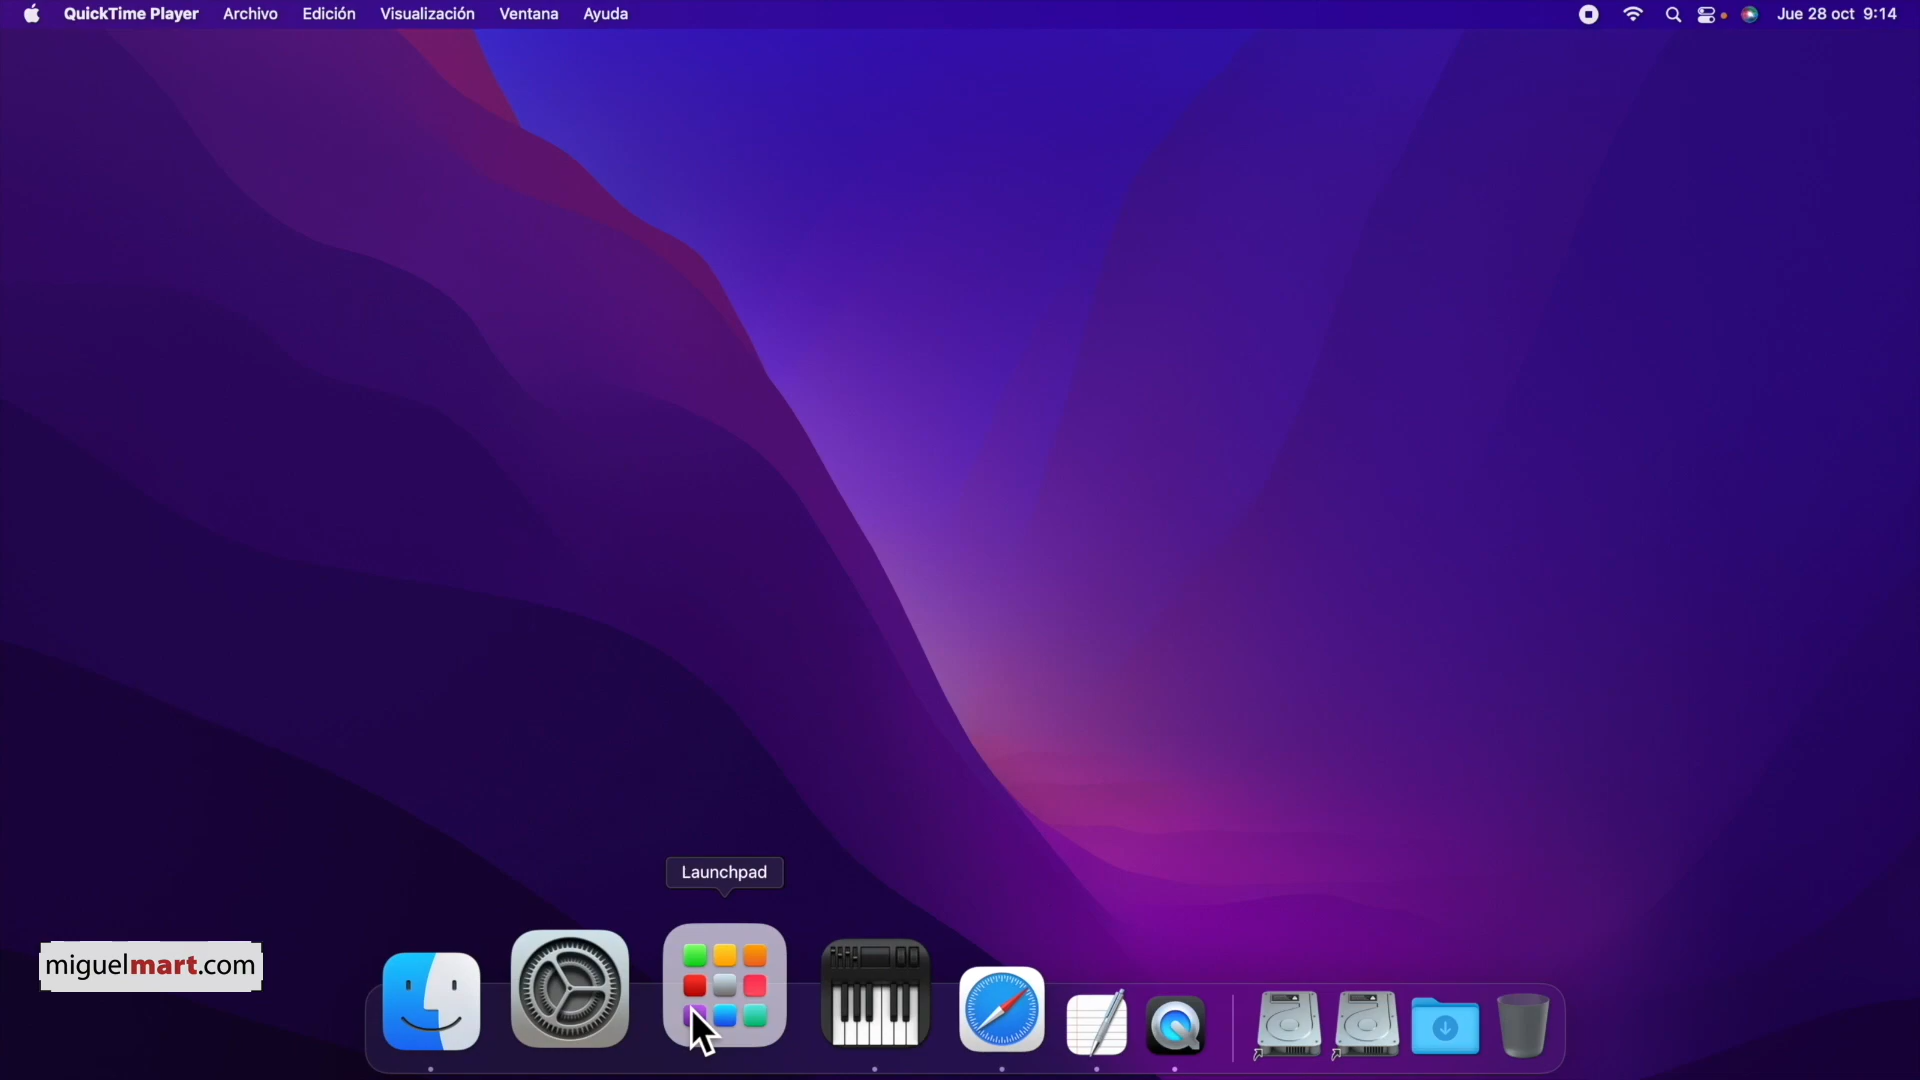 QuickTime Player Archivo Edición Visualización Ventana Ayuda Jue 28 oct 9:14
Launchpad
miguelmart.com